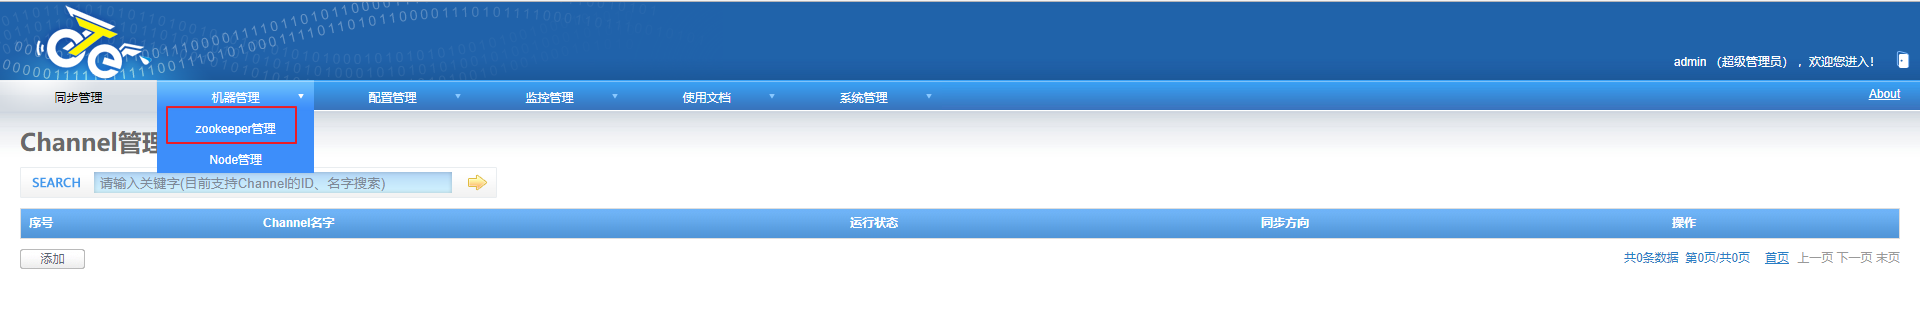 eTe
admin （超级管理员），欢迎您进入！
同步管理 机器管理 配置管理 监控管理 使用文档 系统管理 About
zookeeper管理
Channel管理
Node管理
SEARCH 请输入关键字(目前支持Channel的ID、名字搜索)
序号 Channel名字 运行状态 同步方向 操作
添加 共0条数据 第0页/共0页 首页 上一页 下一页 末页